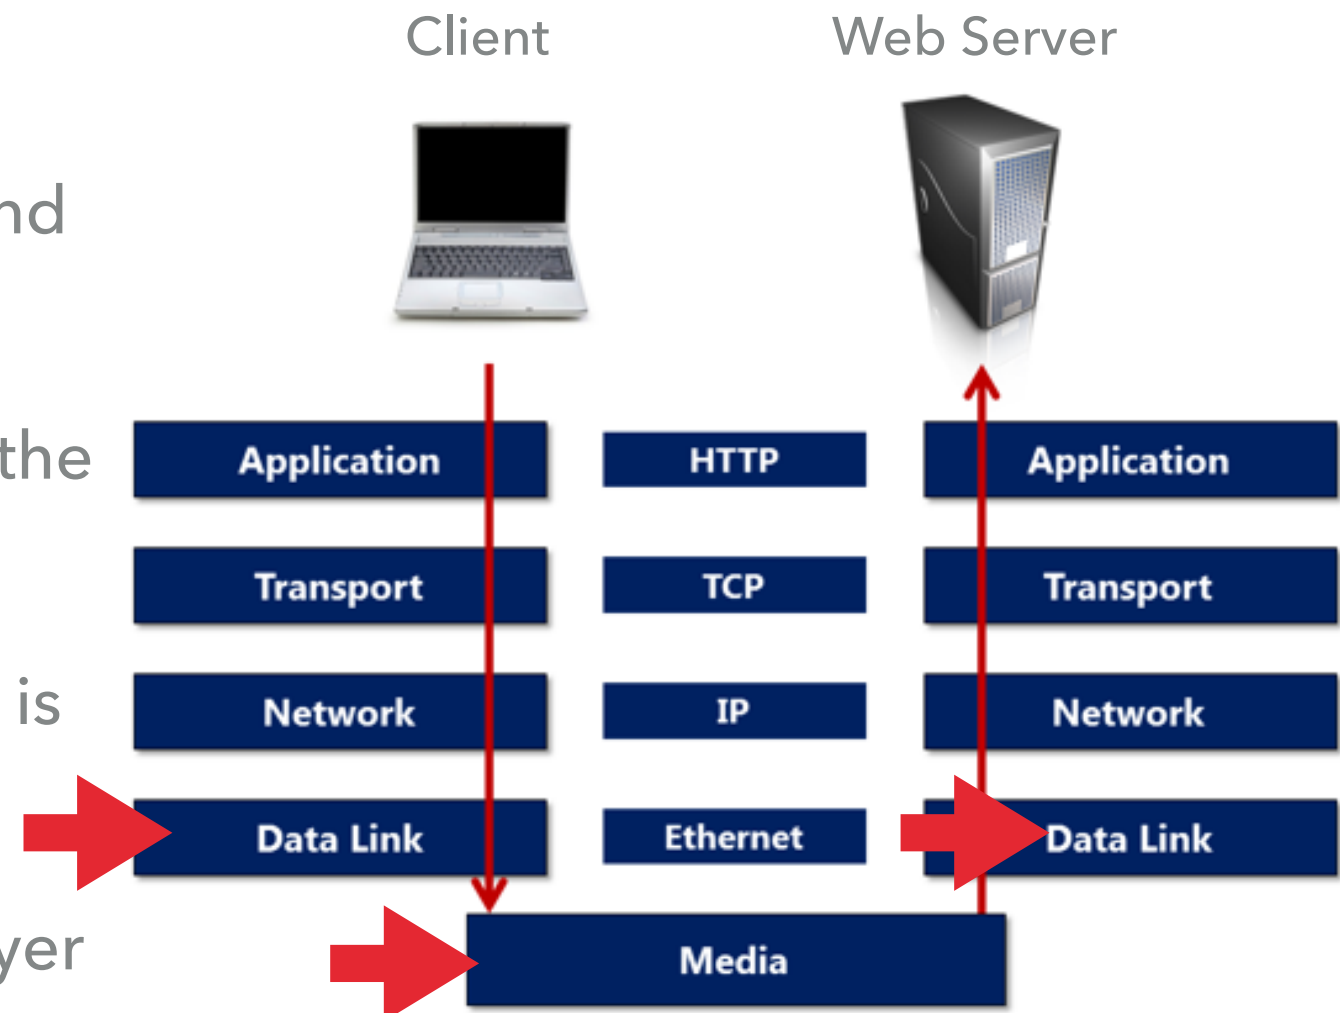 Client Web Server
nd
the
Application HTTP Application
Transport TCP Transport
is
Network IP Network
Data Link Ethernet Data Link
yer
Media